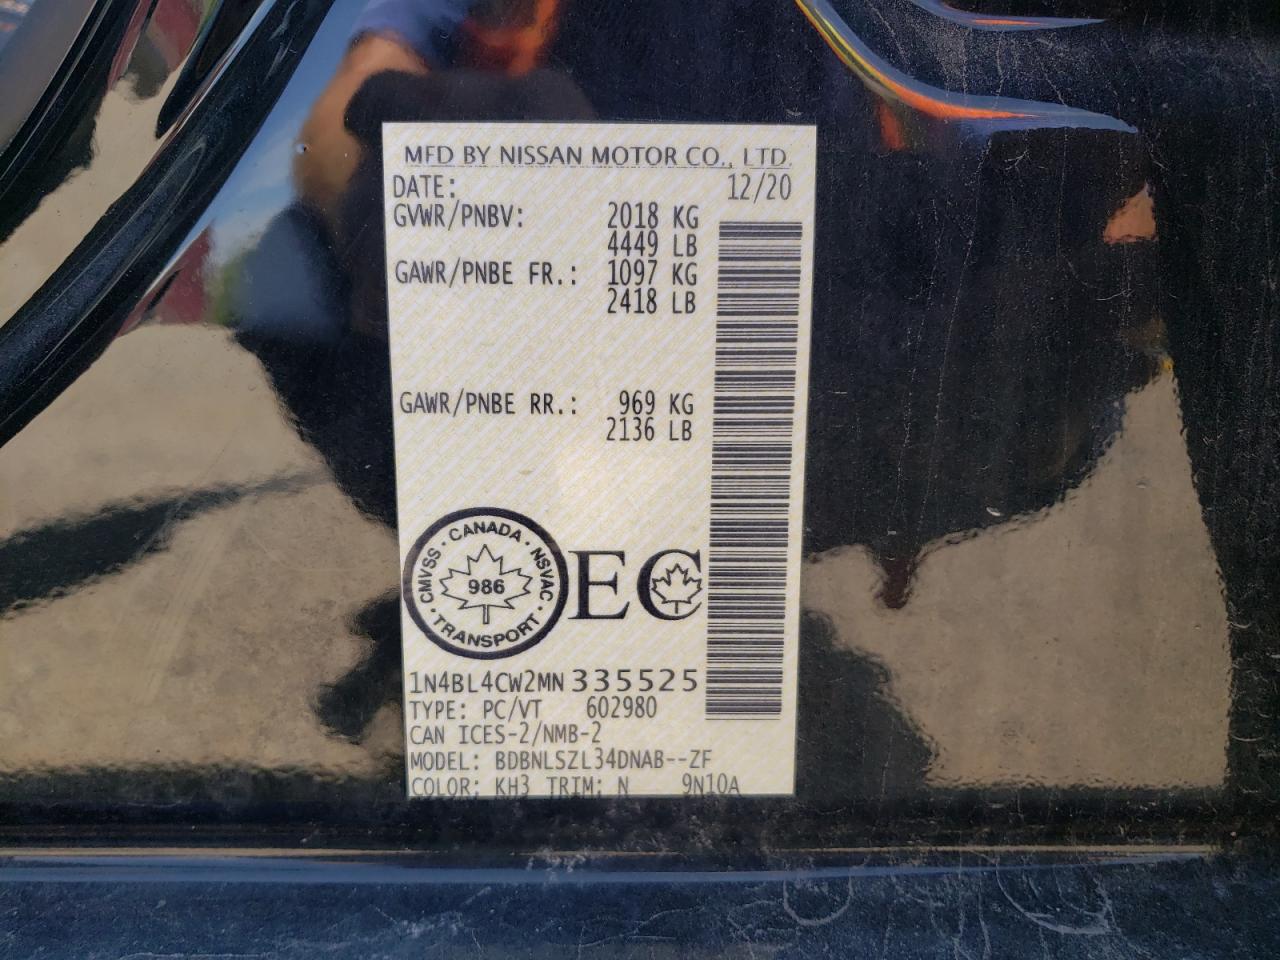 MFD BY NISSAN MOTOR CO., LTD.
DATE: 12/20
GVWR/PNBV: 2018 KG
4449 LB
GAWR/PNBE FR.: 1097 KG
2418 LB
GAWR/PNBE RR.: 969 KG
2136 LB
CMVSS · CANADA · NSVAC · TRANSPORT ·
986
EC
1N4BL4CW2MN335525
TYPE: PC/VT 602980
CAN ICES-2/NMB-2
MODEL: BDBNLSZL34DNAB--ZF
COLOR: KH3 TRIM: N 9N10A